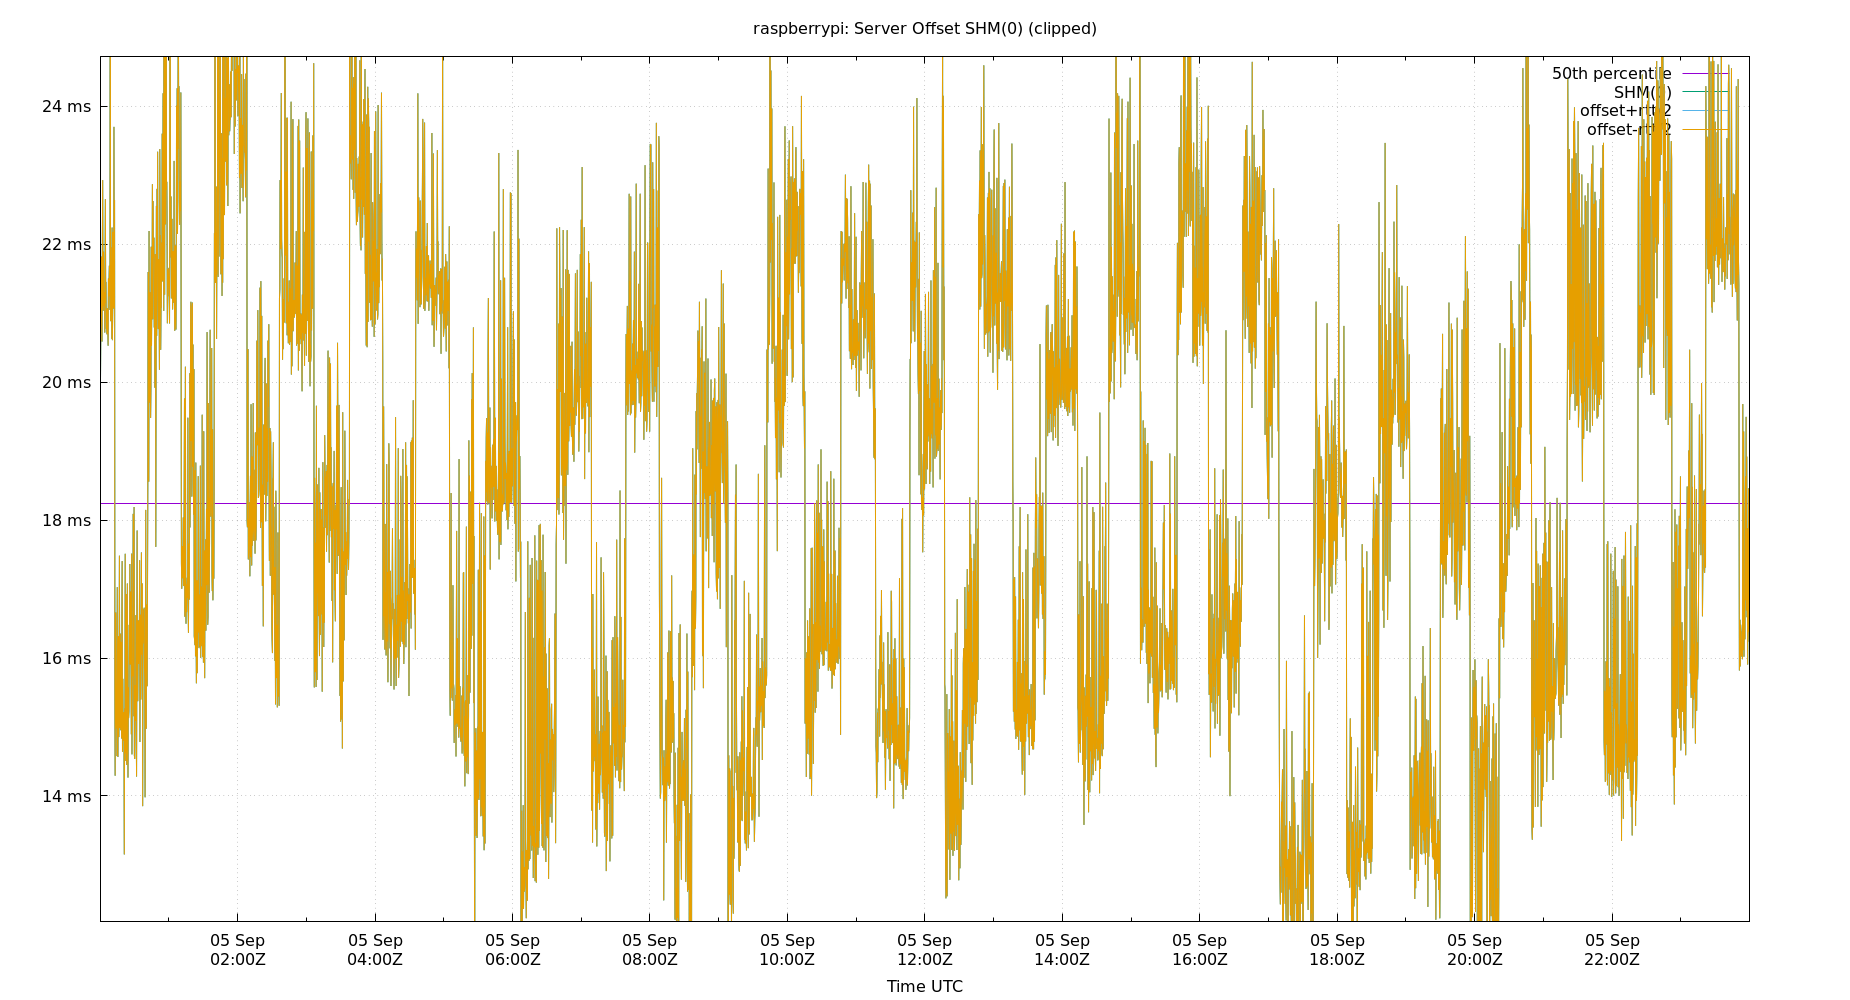 raspberrypi: Server Offset SHM(0) (clipped)
50th percentile
SHM(0)
offset+rtt/2
offset-rtt/2
24 ms
22 ms
20 ms
18 ms
16 ms
14 ms
05 Sep 05 Sep 05 Sep 05 Sep 05 Sep 05 Sep 05 Sep 05 Sep 05 Sep 05 Sep 05 Sep
02:00Z 04:00Z 06:00Z 08:00Z 10:00Z 12:00Z 14:00Z 16:00Z 18:00Z 20:00Z 22:00Z
Time UTC